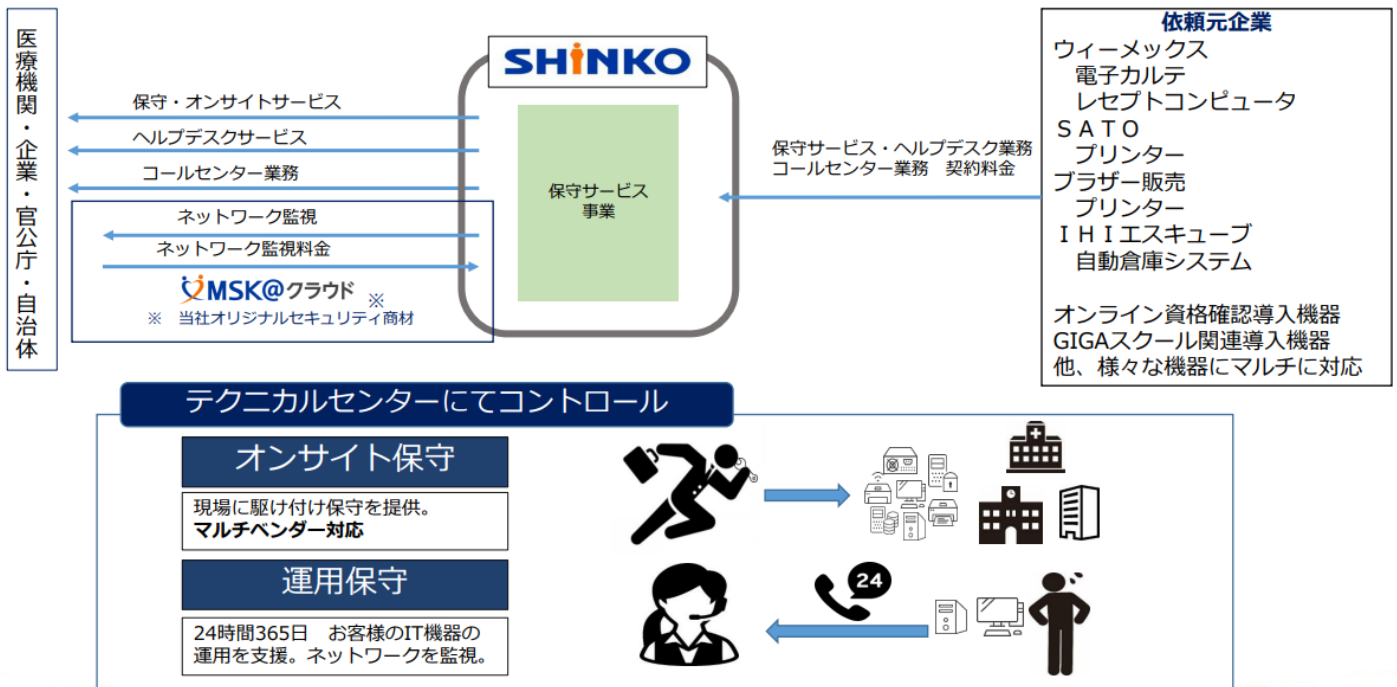 医療機関・企業・官公庁・自治体
SHiNKO
保守・オンサイトサービス
ヘルプデスクサービス
コールセンター業務
ネットワーク監視
ネットワーク監視料金
MSK@クラウド ※
※ 当社オリジナルセキュリティ商材
保守サービス
事業
保守サービス・ヘルプデスク業務
コールセンター業務 契約料金
依頼元企業
ウィーメックス
電子カルテ
レセプトコンピュータ
ＳＡＴＯ
プリンター
ブラザー販売
プリンター
ＩＨＩエスキューブ
自動倉庫システム
オンライン資格確認導入機器
GIGAスクール関連導入機器
他、様々な機器にマルチに対応
テクニカルセンターにてコントロール
オンサイト保守
現場に駆け付け保守を提供。
マルチベンダー対応
運用保守
24時間365日 お客様のIT機器の
運用を支援。ネットワークを監視。
24